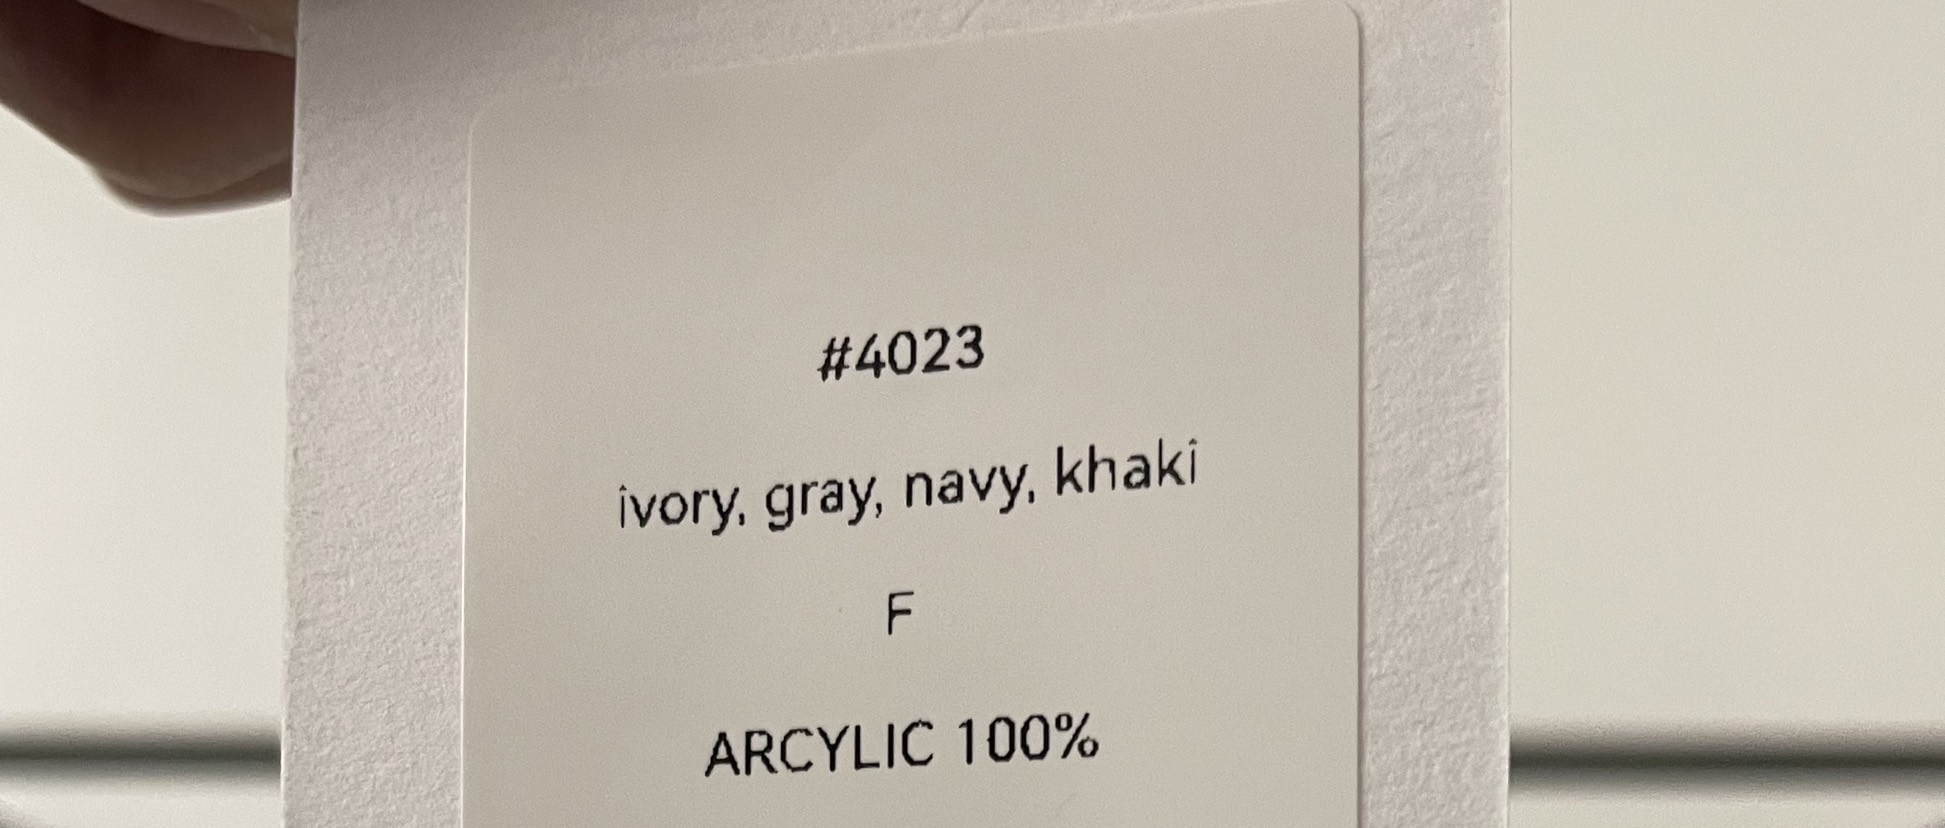 #4023
ivory, gray, navy, khaki
F
ARCYLIC 100%